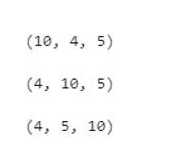 (10, 4, 5)
(4, 10, 5)
(4, 5, 10)